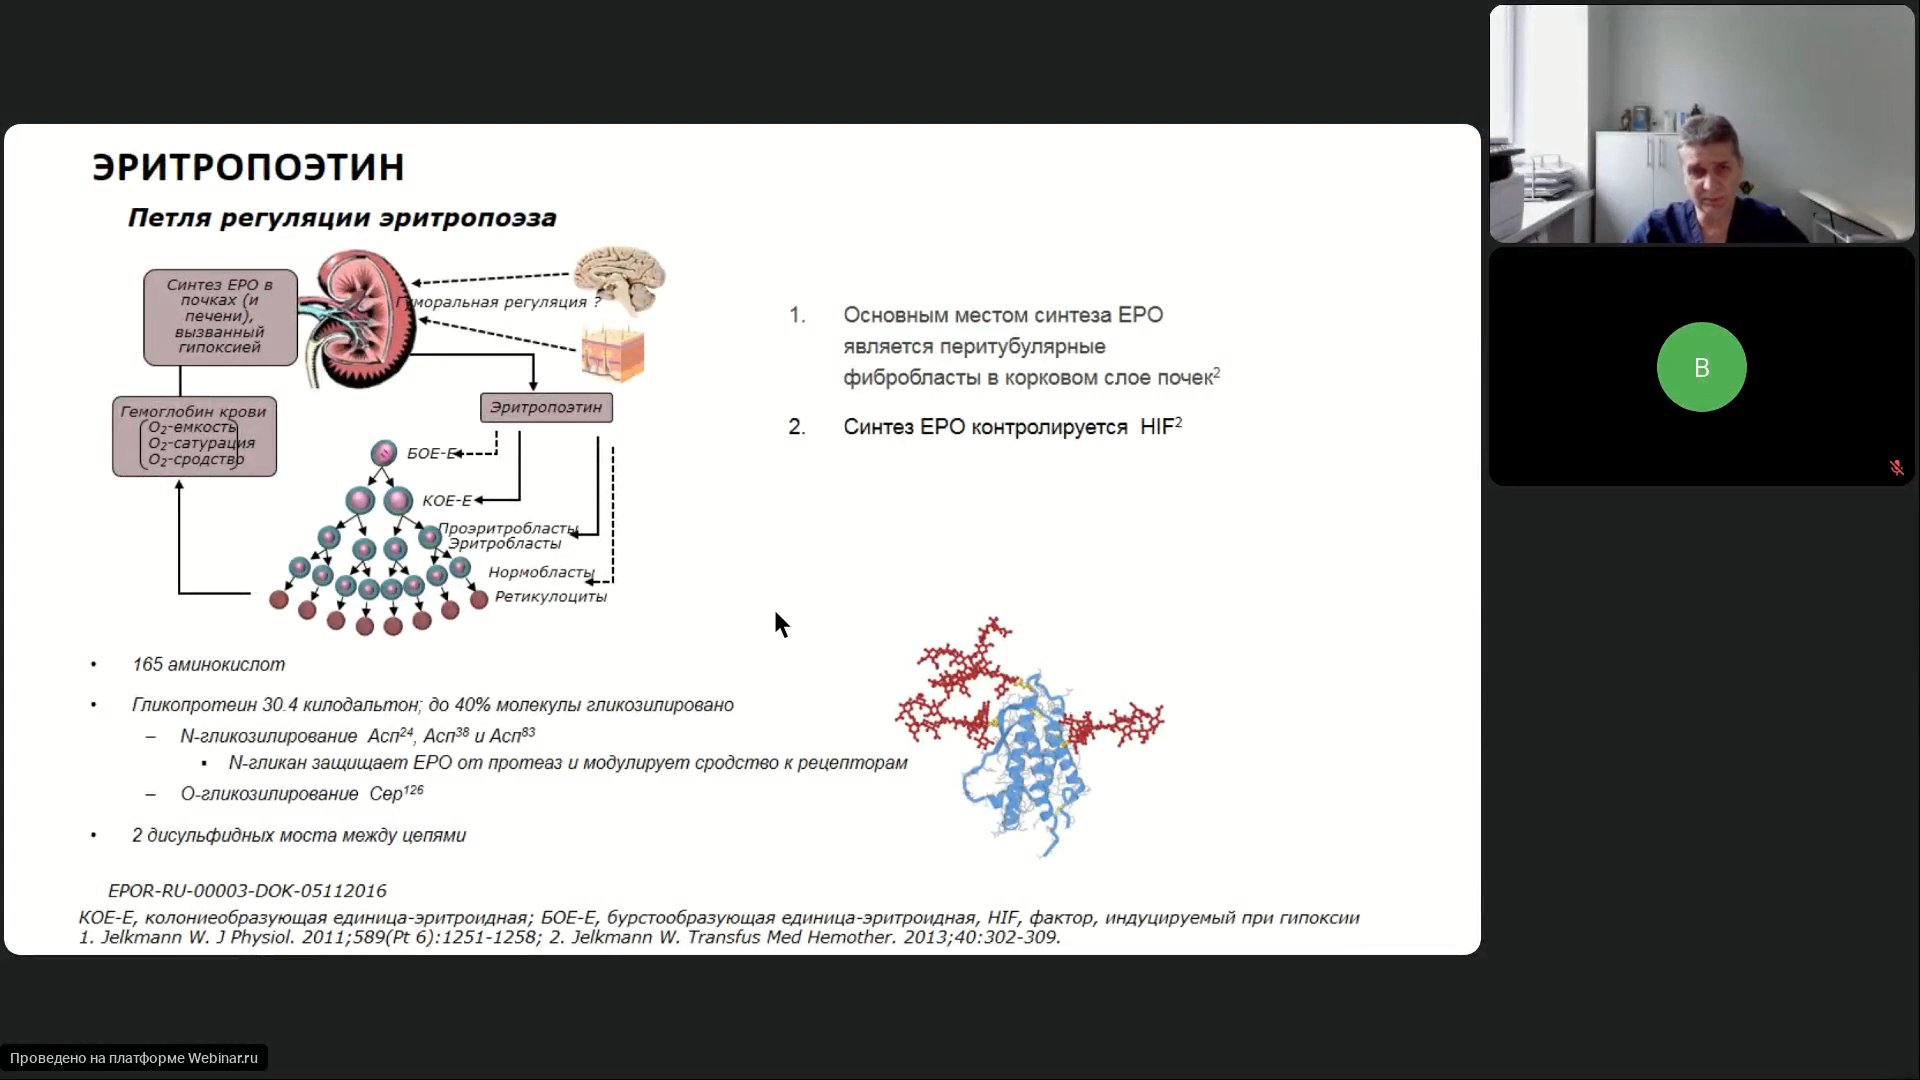 ЭРИТРОПОЭТИН
Петля регуляции эритропоэза
Синтез EPO в
почках (и
печени),
вызванный
гипоксией
Гуморальная регуляция ?
Гемоглобин крови
O₂-емкость
O₂-сатурация
O₂-сродство
Эритропоэтин
БОЕ-Е
КОЕ-Е
Проэритробласты
Эритробласты
Нормобласты
Ретикулоциты
1. Основным местом синтеза EPO
является перитубулярные
фибробласты в корковом слое почек²
2. Синтез EPO контролируется HIF²
• 165 аминокислот
• Гликопротеин 30.4 килодальтон; до 40% молекулы гликозилировано
– N-гликозилирование Асп²⁴, Асп³⁸ и Асп⁸³
▪ N-гликан защищает EPO от протеаз и модулирует сродство к рецепторам
– O-гликозилирование Сер¹²⁶
• 2 дисульфидных моста между цепями
EPOR-RU-00003-DOK-05112016
КОЕ-Е, колониеобразующая единица-эритроидная; БОЕ-Е, бурстообразующая единица-эритроидная, HIF, фактор, индуцируемый при гипоксии
1. Jelkmann W. J Physiol. 2011;589(Pt 6):1251-1258; 2. Jelkmann W. Transfus Med Hemother. 2013;40:302-309.
В
Проведено на платформе Webinar.ru